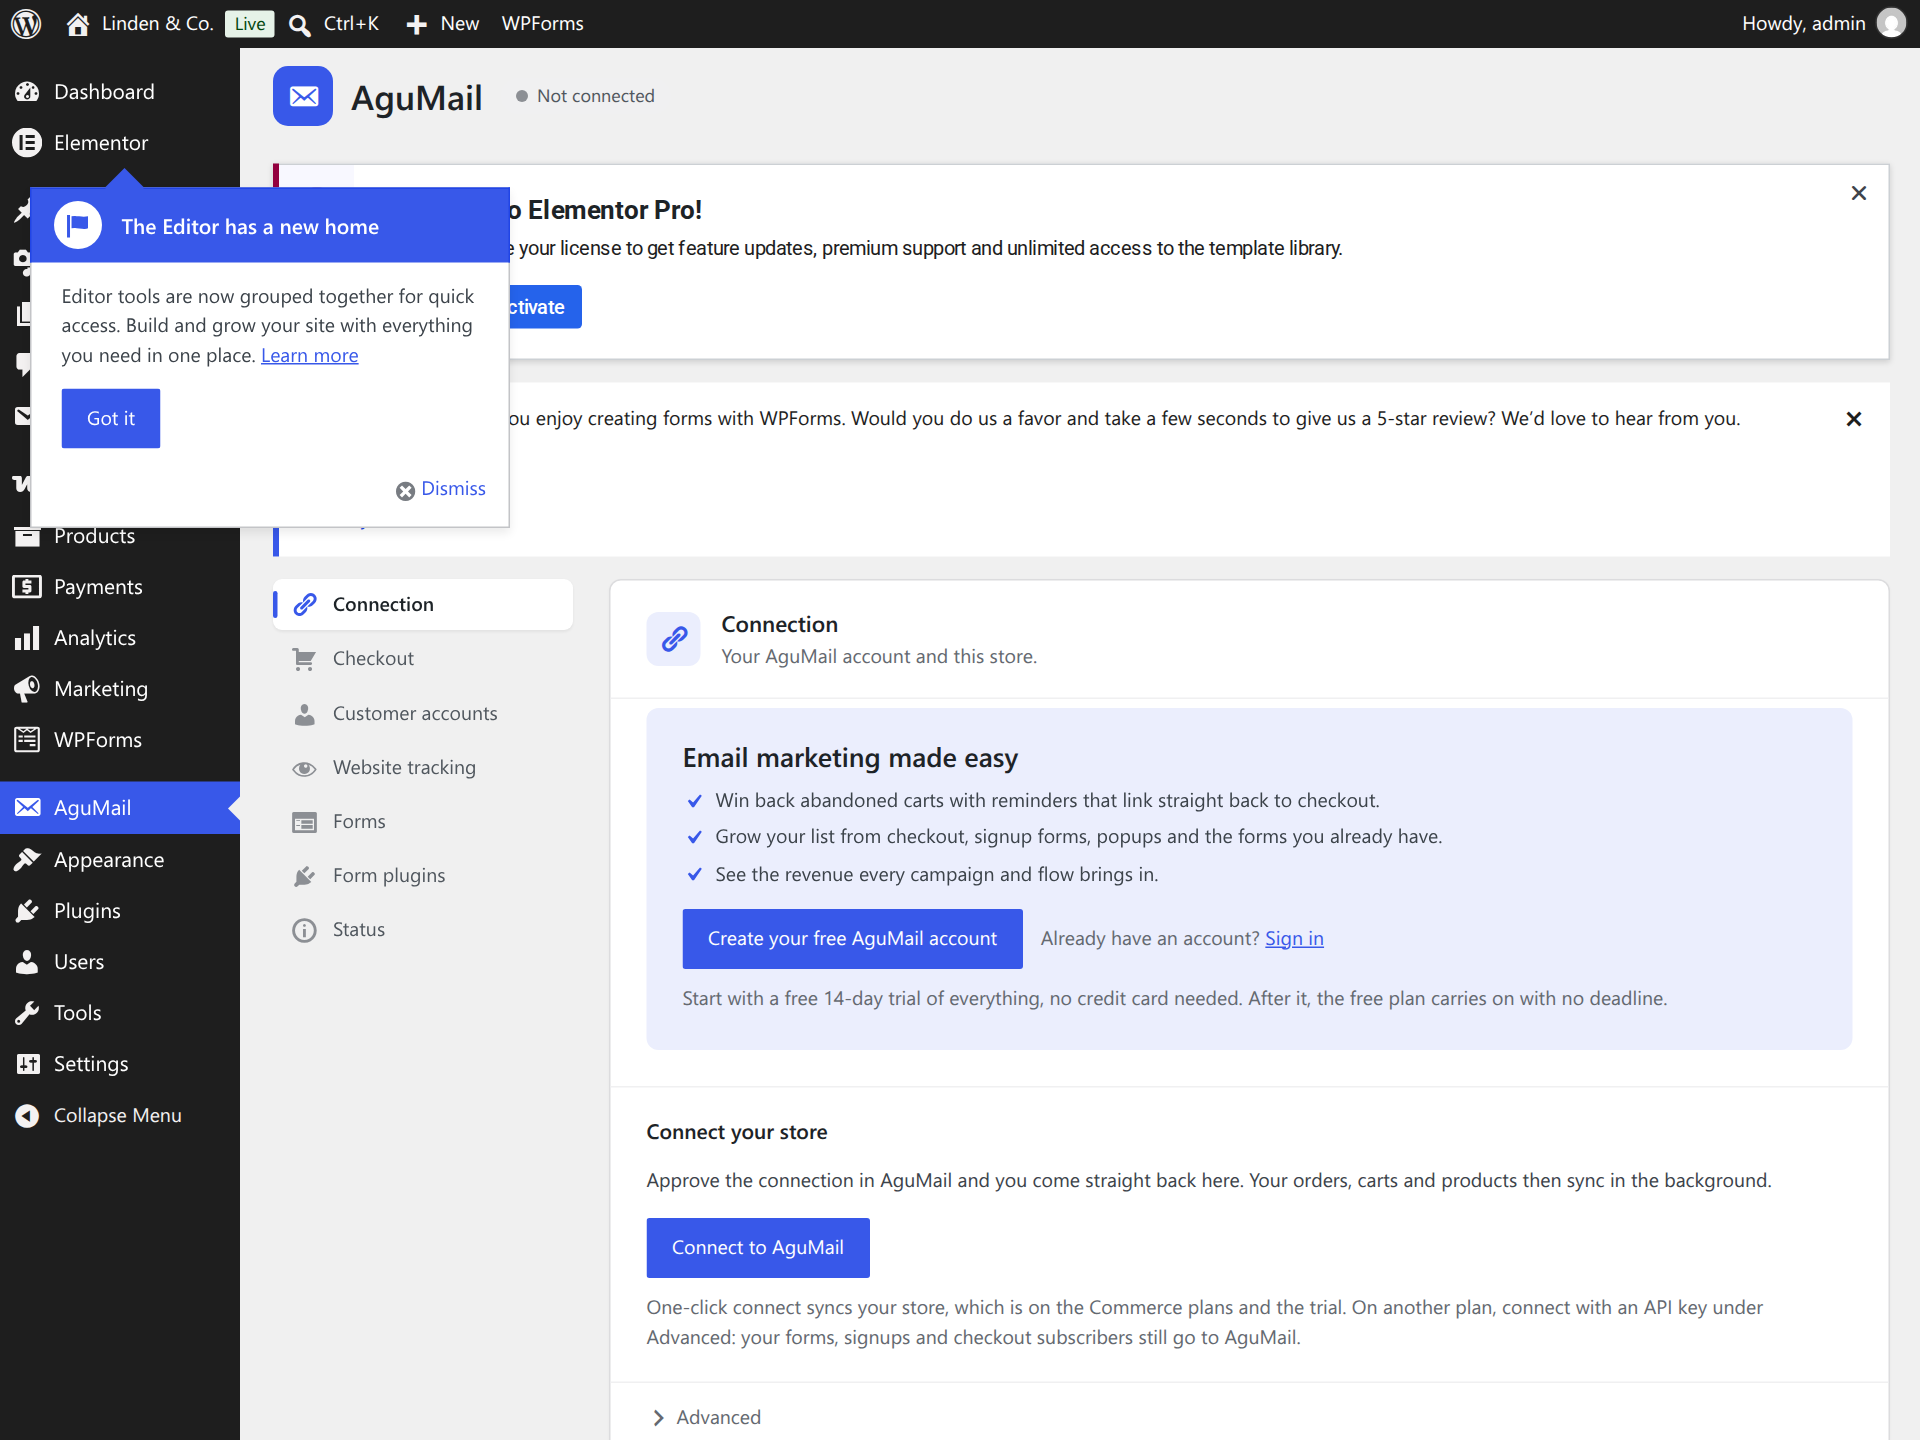 Linden & Co.
Live
Ctrl+K
New
WPForms
Howdy, admin
Dashboard
Elementor
The Editor has a new home
Editor tools are now grouped together for quick
access. Build and grow your site with everything
you need in one place. Learn more
Got it
Dismiss
Products
Payments
Analytics
Marketing
WPForms
AguMail
Appearance
Plugins
Users
Tools
Settings
Collapse Menu
AguMail
Not connected
o Elementor Pro!
your license to get feature updates, premium support and unlimited access to the template library.
ctivate
ou enjoy creating forms with WPForms. Would you do us a favor and take a few seconds to give us a 5-star review? We’d love to hear from you.
Connection
Checkout
Customer accounts
Website tracking
Forms
Form plugins
Status
Connection
Your AguMail account and this store.
Email marketing made easy
Win back abandoned carts with reminders that link straight back to checkout.
Grow your list from checkout, signup forms, popups and the forms you already have.
See the revenue every campaign and flow brings in.
Create your free AguMail account
Already have an account? Sign in
Start with a free 14-day trial of everything, no credit card needed. After it, the free plan carries on with no deadline.
Connect your store
Approve the connection in AguMail and you come straight back here. Your orders, carts and products then sync in the background.
Connect to AguMail
One-click connect syncs your store, which is on the Commerce plans and the trial. On another plan, connect with an API key under
Advanced: your forms, signups and checkout subscribers still go to AguMail.
Advanced